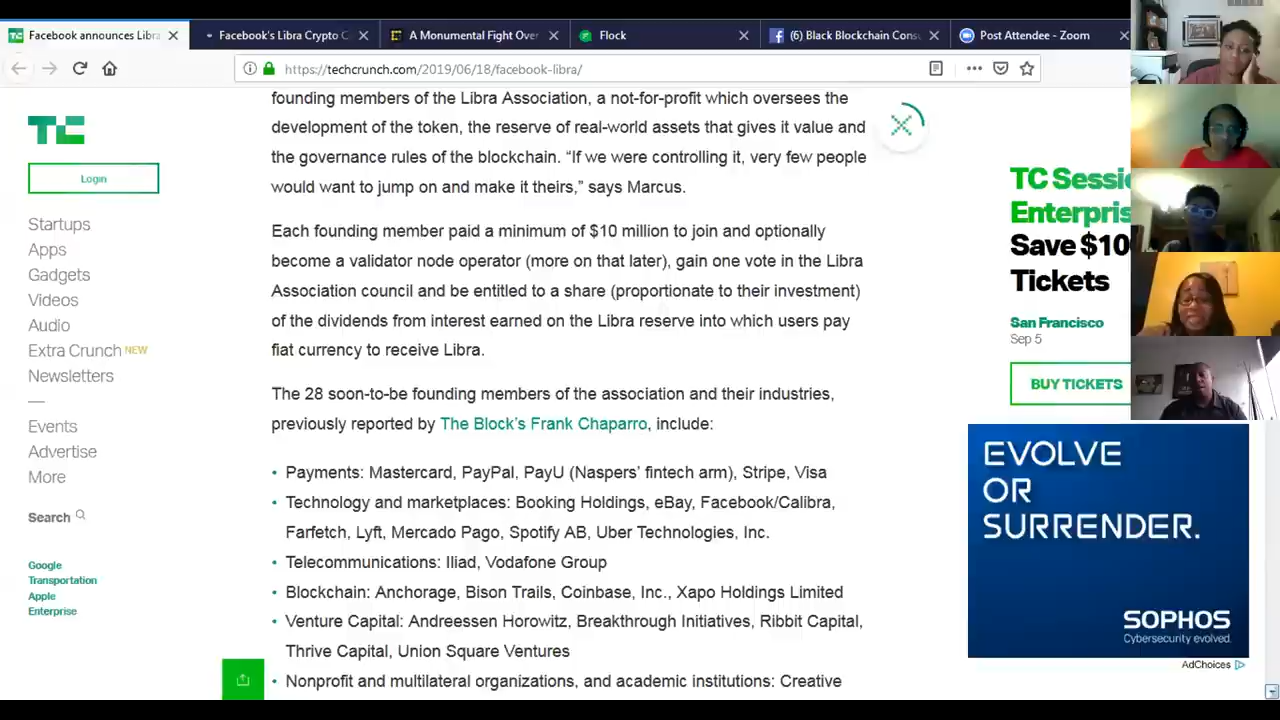 Facebook announces Libra
Facebook's Libra Crypto C
A Monumental Fight Over
Flock
(6) Black Blockchain Cons
Post Attendee - Zoom
https://techcrunch.com/2019/06/18/facebook-libra/
founding members of the Libra Association, a not-for-profit which oversees the
development of the token, the reserve of real-world assets that gives it value and
the governance rules of the blockchain. “If we were controlling it, very few people
would want to jump on and make it theirs,” says Marcus.
Each founding member paid a minimum of $10 million to join and optionally
become a validator node operator (more on that later), gain one vote in the Libra
Association council and be entitled to a share (proportionate to their investment)
of the dividends from interest earned on the Libra reserve into which users pay
fiat currency to receive Libra.
The 28 soon-to-be founding members of the association and their industries,
previously reported by The Block’s Frank Chaparro, include:
• Payments: Mastercard, PayPal, PayU (Naspers’ fintech arm), Stripe, Visa
• Technology and marketplaces: Booking Holdings, eBay, Facebook/Calibra,
Farfetch, Lyft, Mercado Pago, Spotify AB, Uber Technologies, Inc.
• Telecommunications: Iliad, Vodafone Group
• Blockchain: Anchorage, Bison Trails, Coinbase, Inc., Xapo Holdings Limited
• Venture Capital: Andreessen Horowitz, Breakthrough Initiatives, Ribbit Capital,
Thrive Capital, Union Square Ventures
• Nonprofit and multilateral organizations, and academic institutions: Creative
TC
Login
Startups
Apps
Gadgets
Videos
Audio
Extra Crunch NEW
Newsletters
—
Events
Advertise
More
Search
Google
Transportation
Apple
Enterprise
TC Sessi
Enterpris
Save $10
Tickets
San Francisco
Sep 5
BUY TICKETS
EVOLVE
OR
SURRENDER.
SOPHOS
Cybersecurity evolved.
AdChoices